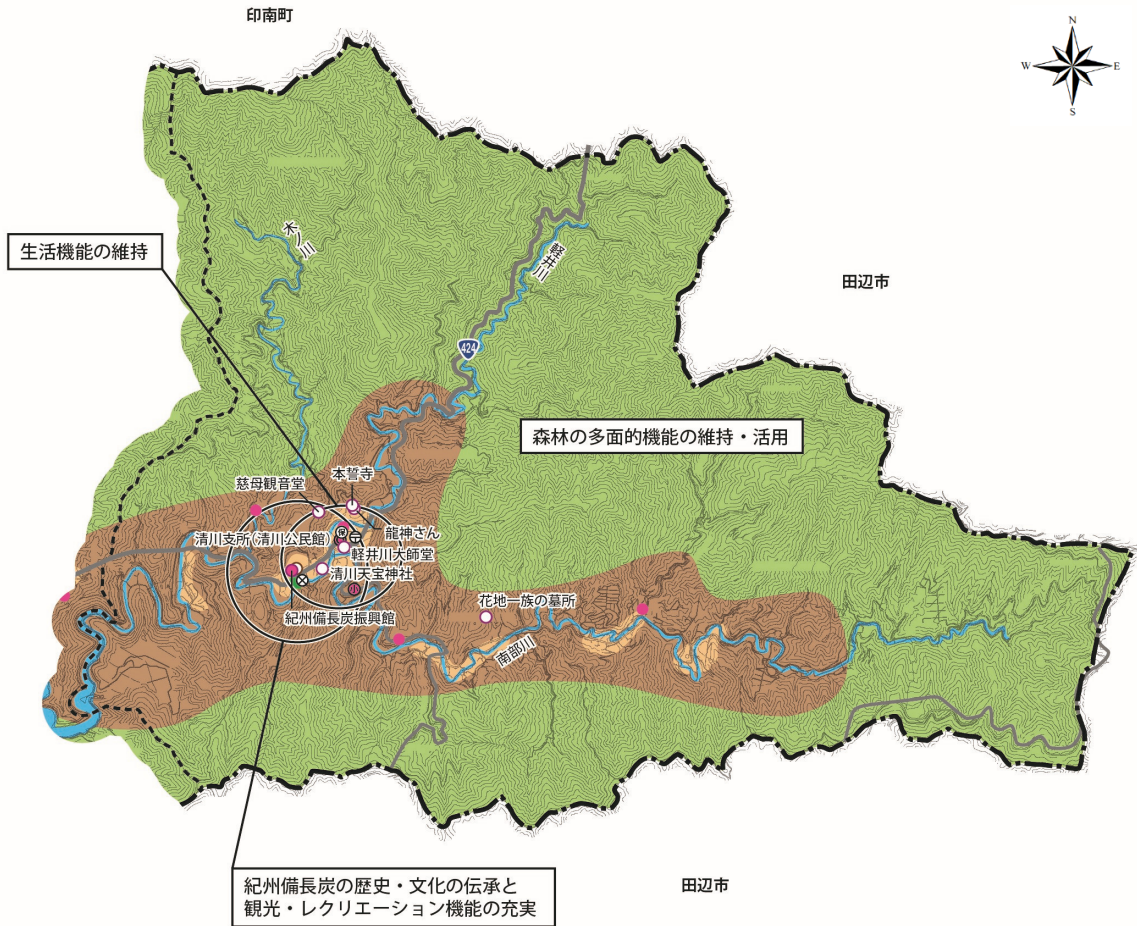 印南町
N
W
E
S
木ノ川
軽井川
生活機能の維持
田辺市
424
森林の多面的機能の維持・活用
本誓寺
慈母観音堂
龍神さん
清川支所（清川公民館）
保
軽井川大師堂
清川天宝神社
小
花地一族の墓所
紀州備長炭振興館
南部川
紀州備長炭の歴史・文化の伝承と
観光・レクリエーション機能の充実
田辺市